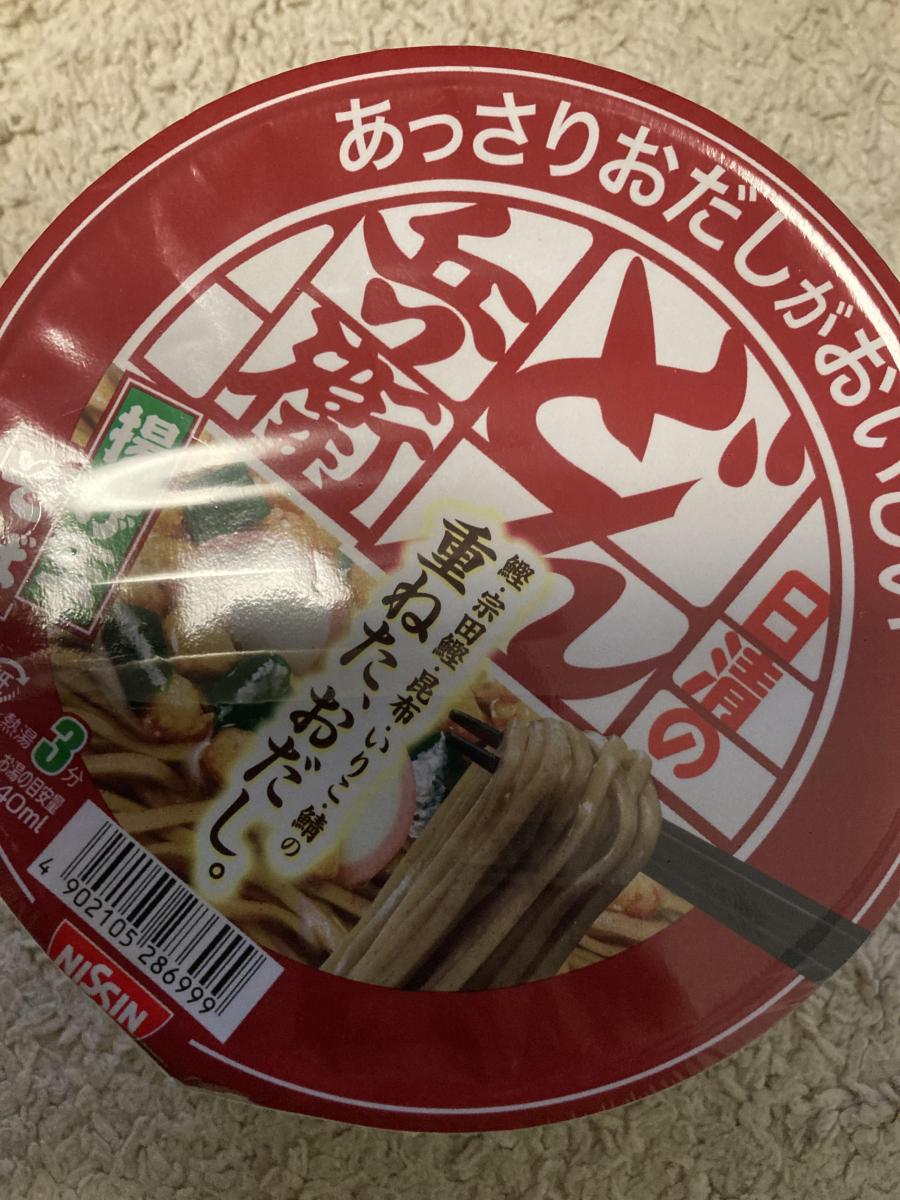 あっさりおだしがおいしい
日清の
どん
兵衛
鰹・宗田鰹・昆布・いりこ・鯖の
重ねた、おだし。
熱湯3分
お湯の目安量
40ml
4 902105 286999
NISSIN